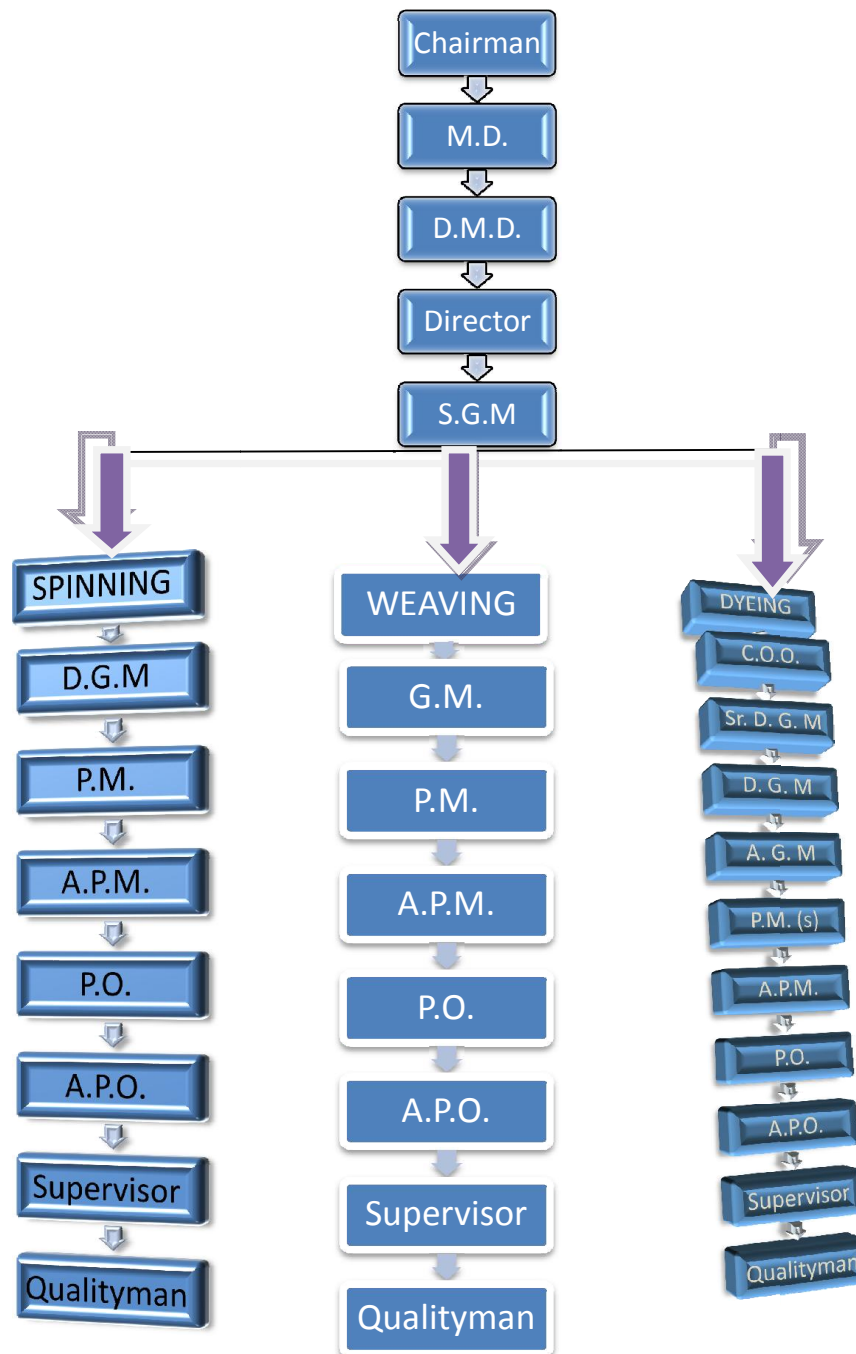 Chairman
M.D.
D.M.D.
Director
S.G.M
SPINNING
D.G.M
P.M.
A.P.M.
P.O.
A.P.O.
Supervisor
Qualityman
WEAVING
G.M.
P.M.
A.P.M.
P.O.
A.P.O.
Supervisor
Qualityman
DYEING
C.O.O.
Sr. D. G. M
D. G. M
A. G. M
P.M. (s)
A.P.M.
P.O.
A.P.O.
Supervisor
Qualityman